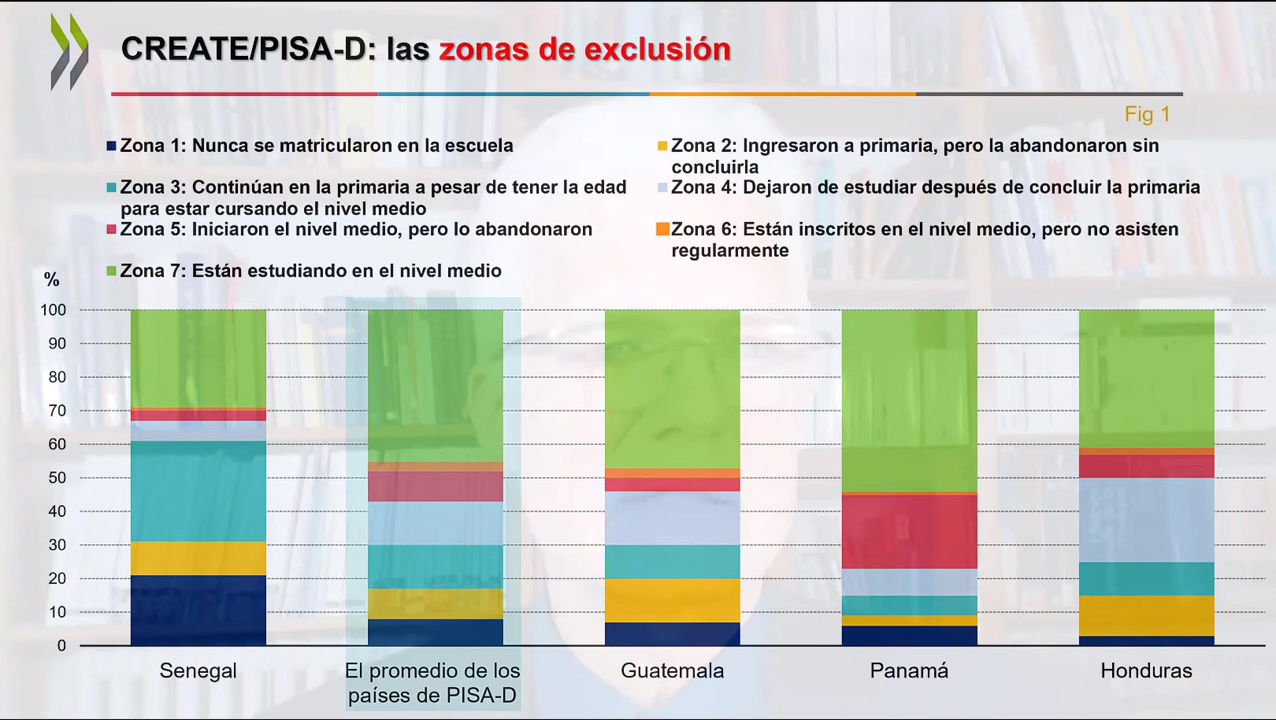 CREATE/PISA-D: las zonas de exclusión
Fig 1
Zona 1: Nunca se matricularon en la escuela
Zona 2: Ingresaron a primaria, pero la abandonaron sin
concluirla
Zona 3: Continúan en la primaria a pesar de tener la edad
para estar cursando el nivel medio
Zona 4: Dejaron de estudiar después de concluir la primaria
Zona 5: Iniciaron el nivel medio, pero lo abandonaron
Zona 6: Están inscritos en el nivel medio, pero no asisten
regularmente
Zona 7: Están estudiando en el nivel medio
%
100
90
80
70
60
50
40
30
20
10
0
Senegal
El promedio de los
países de PISA-D
Guatemala
Panamá
Honduras